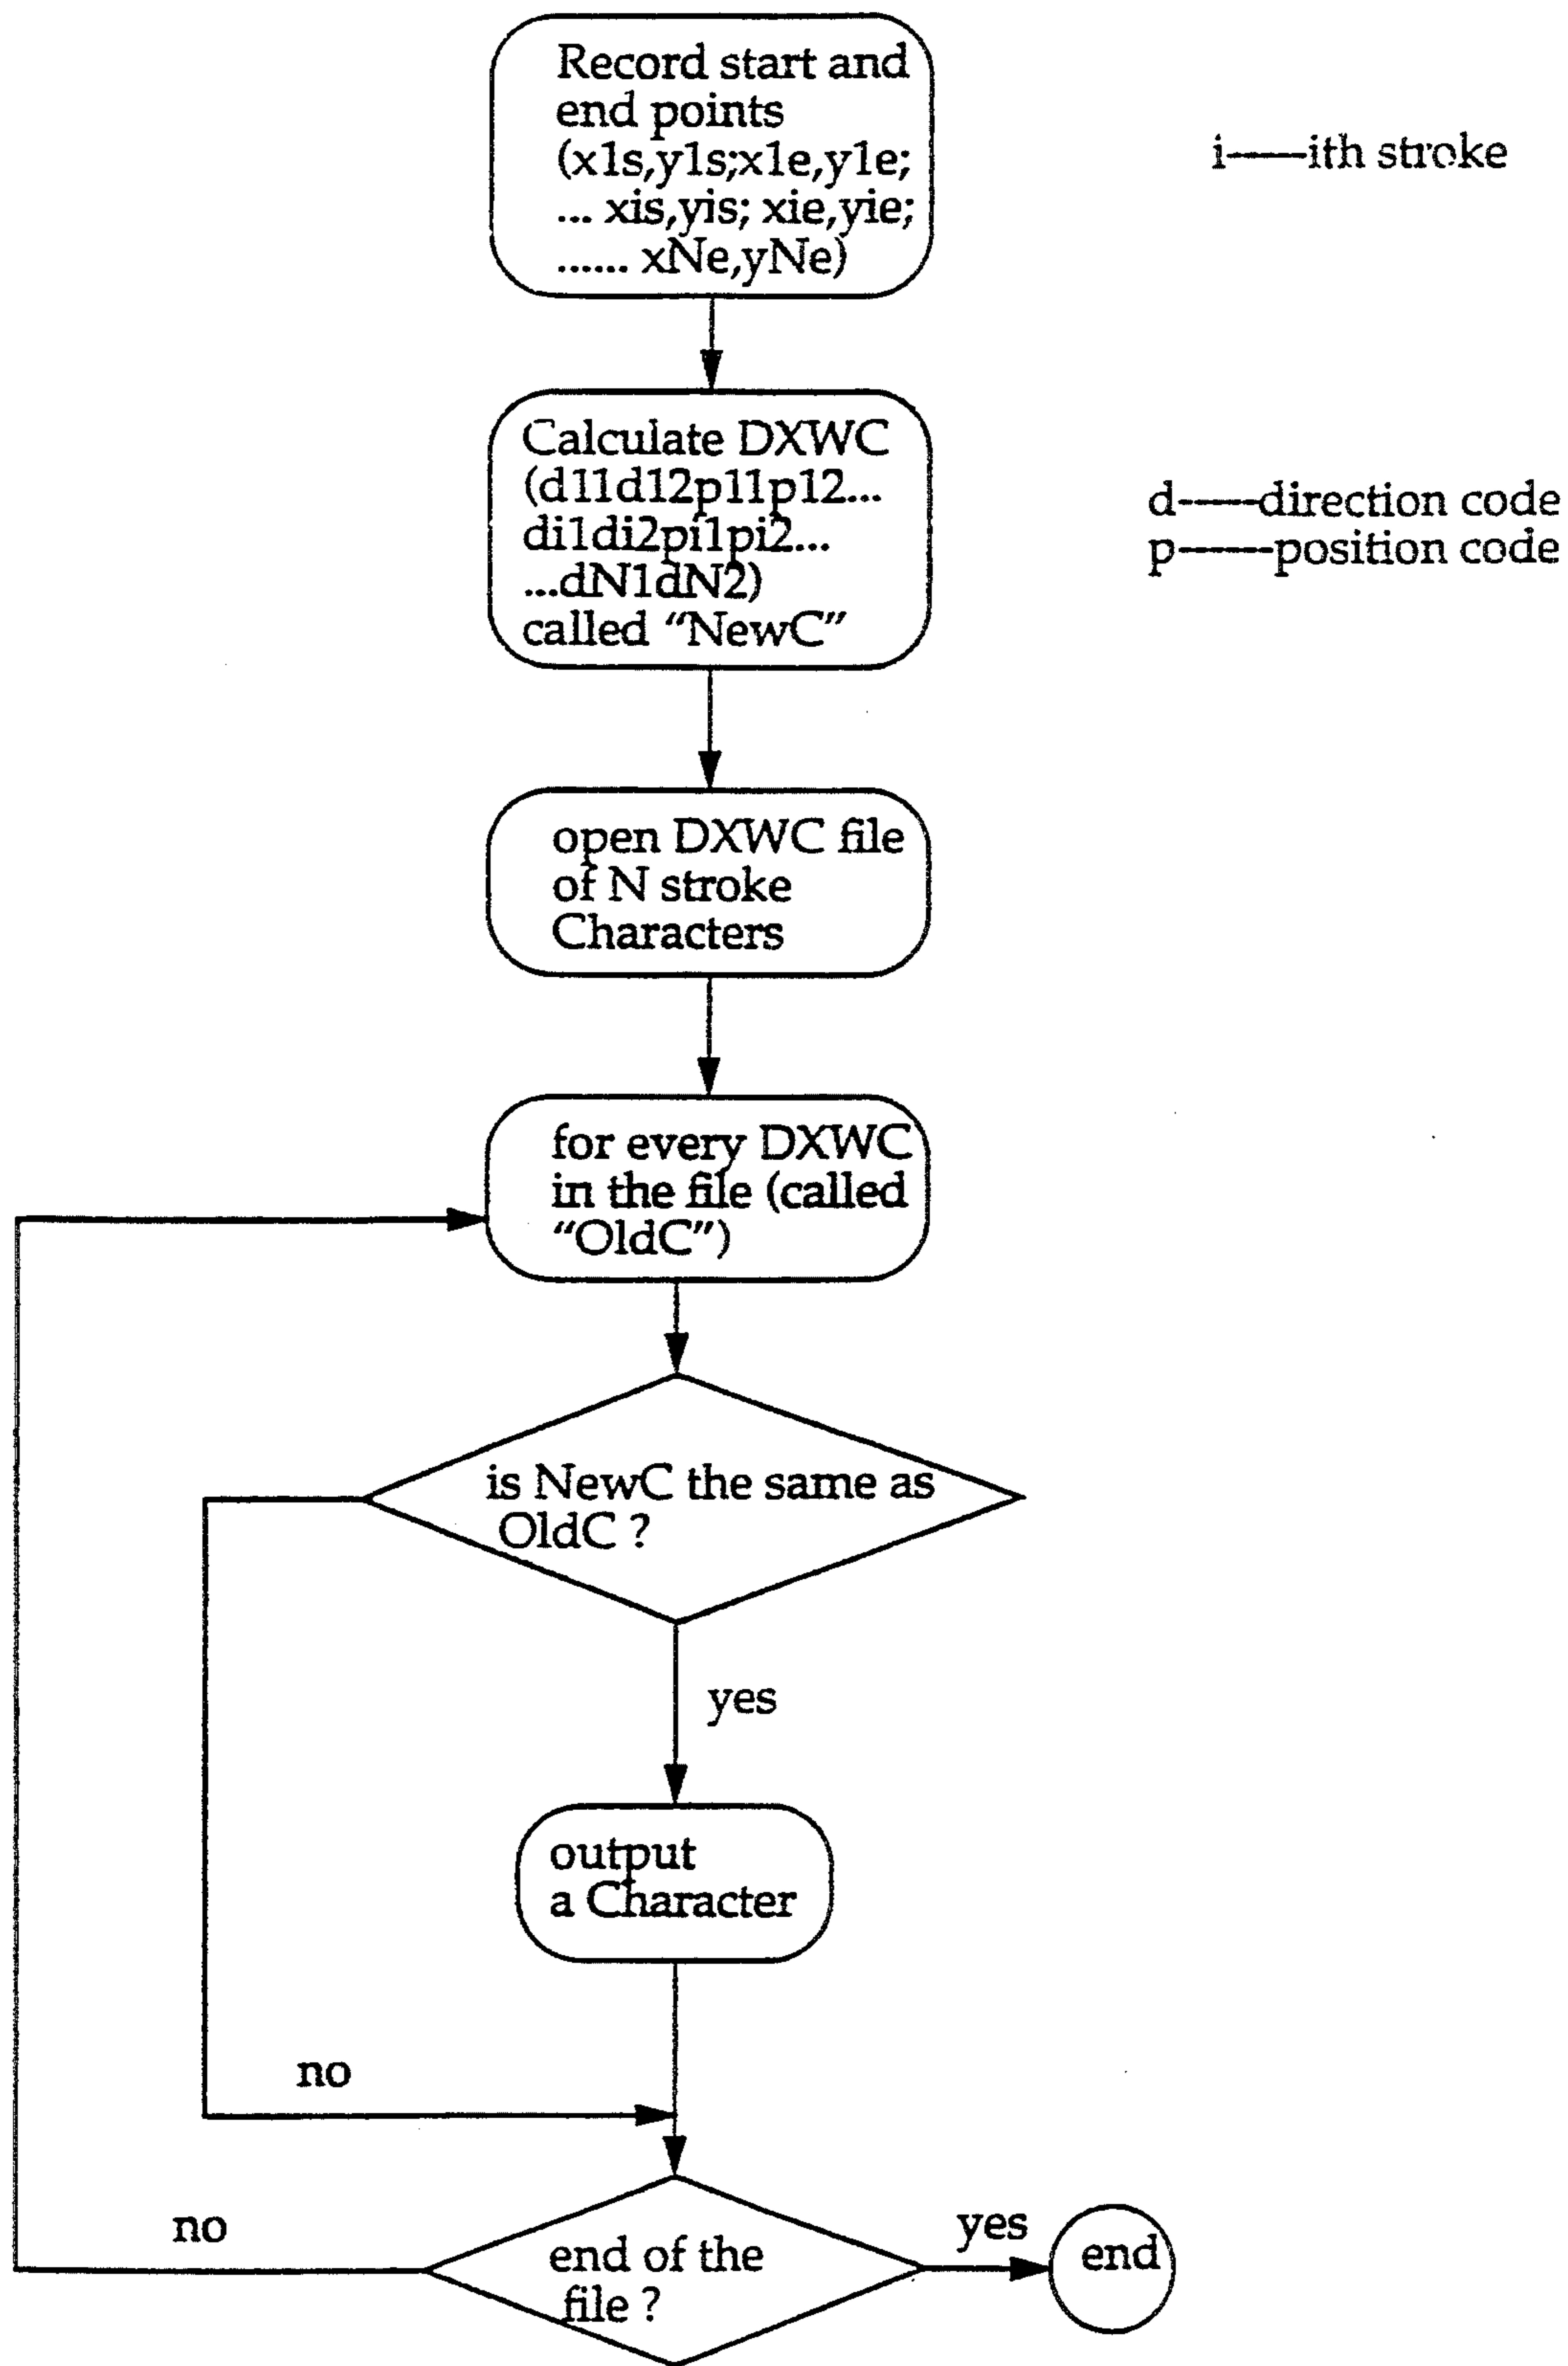 Record start and
end points
(x1s,y1s;x1e,y1e;
... xis,yis; xie,yie;
...... xNe,yNe)
i——ith stroke
Calculate DXWC
(d11d12p11p12...
di1di2pi1pi2...
...dN1dN2)
called “NewC”
d——direction code
p——position code
open DXWC file
of N stroke
Characters
for every DXWC
in the file (called
“OldC”)
is NewC the same as
OldC ?
yes
output
a Character
no
no
end of the
file ?
yes
end